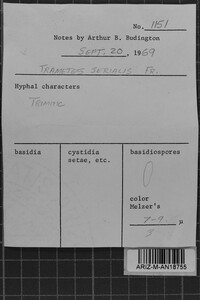 No. 1151
Notes by Arthur B. Budington
SEPT. 20, 1969
TRAMETES SERIALIS FR.
Hyphal characters
TRIMITIC
basidia
cystidia
setae, etc.
basidiospores
color
Melzer's
7-9 µ
3
ARIZ-M-AN18755